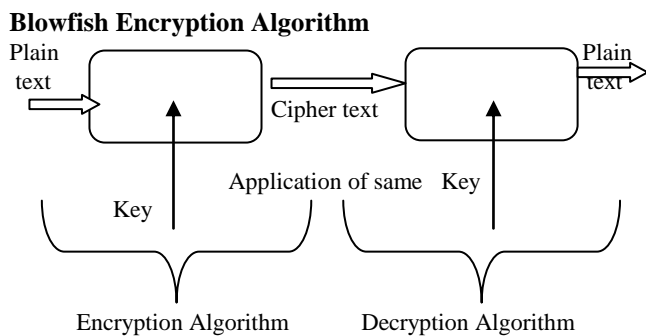 Blowfish Encryption Algorithm
Plain
text
Cipher text
Plain
text
Key
Application of same
Key
Encryption Algorithm
Decryption Algorithm